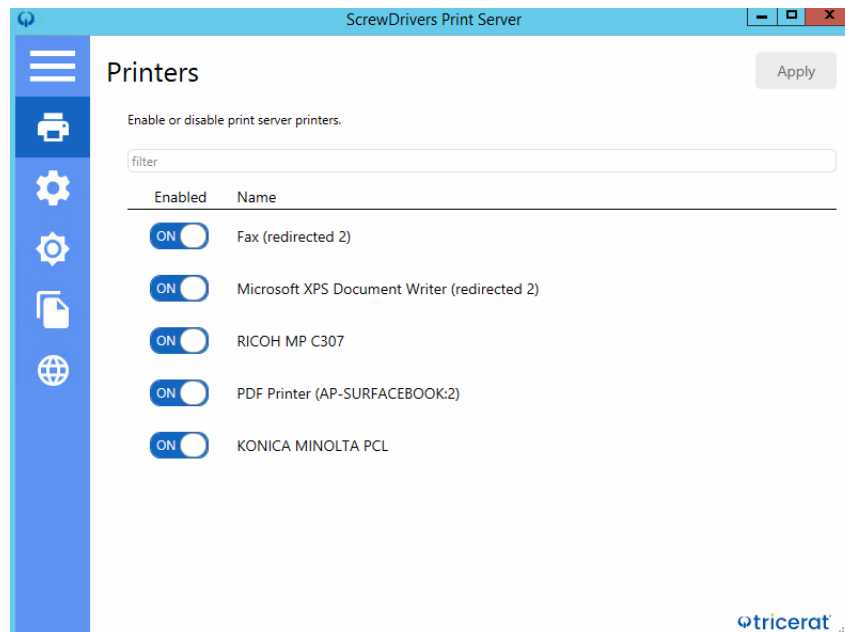 ScrewDrivers Print Server
Printers
Apply
Enable or disable print server printers.
filter
Enabled Name
ON Fax (redirected 2)
ON Microsoft XPS Document Writer (redirected 2)
ON RICOH MP C307
ON PDF Printer (AP-SURFACEBOOK:2)
ON KONICA MINOLTA PCL
tricerat